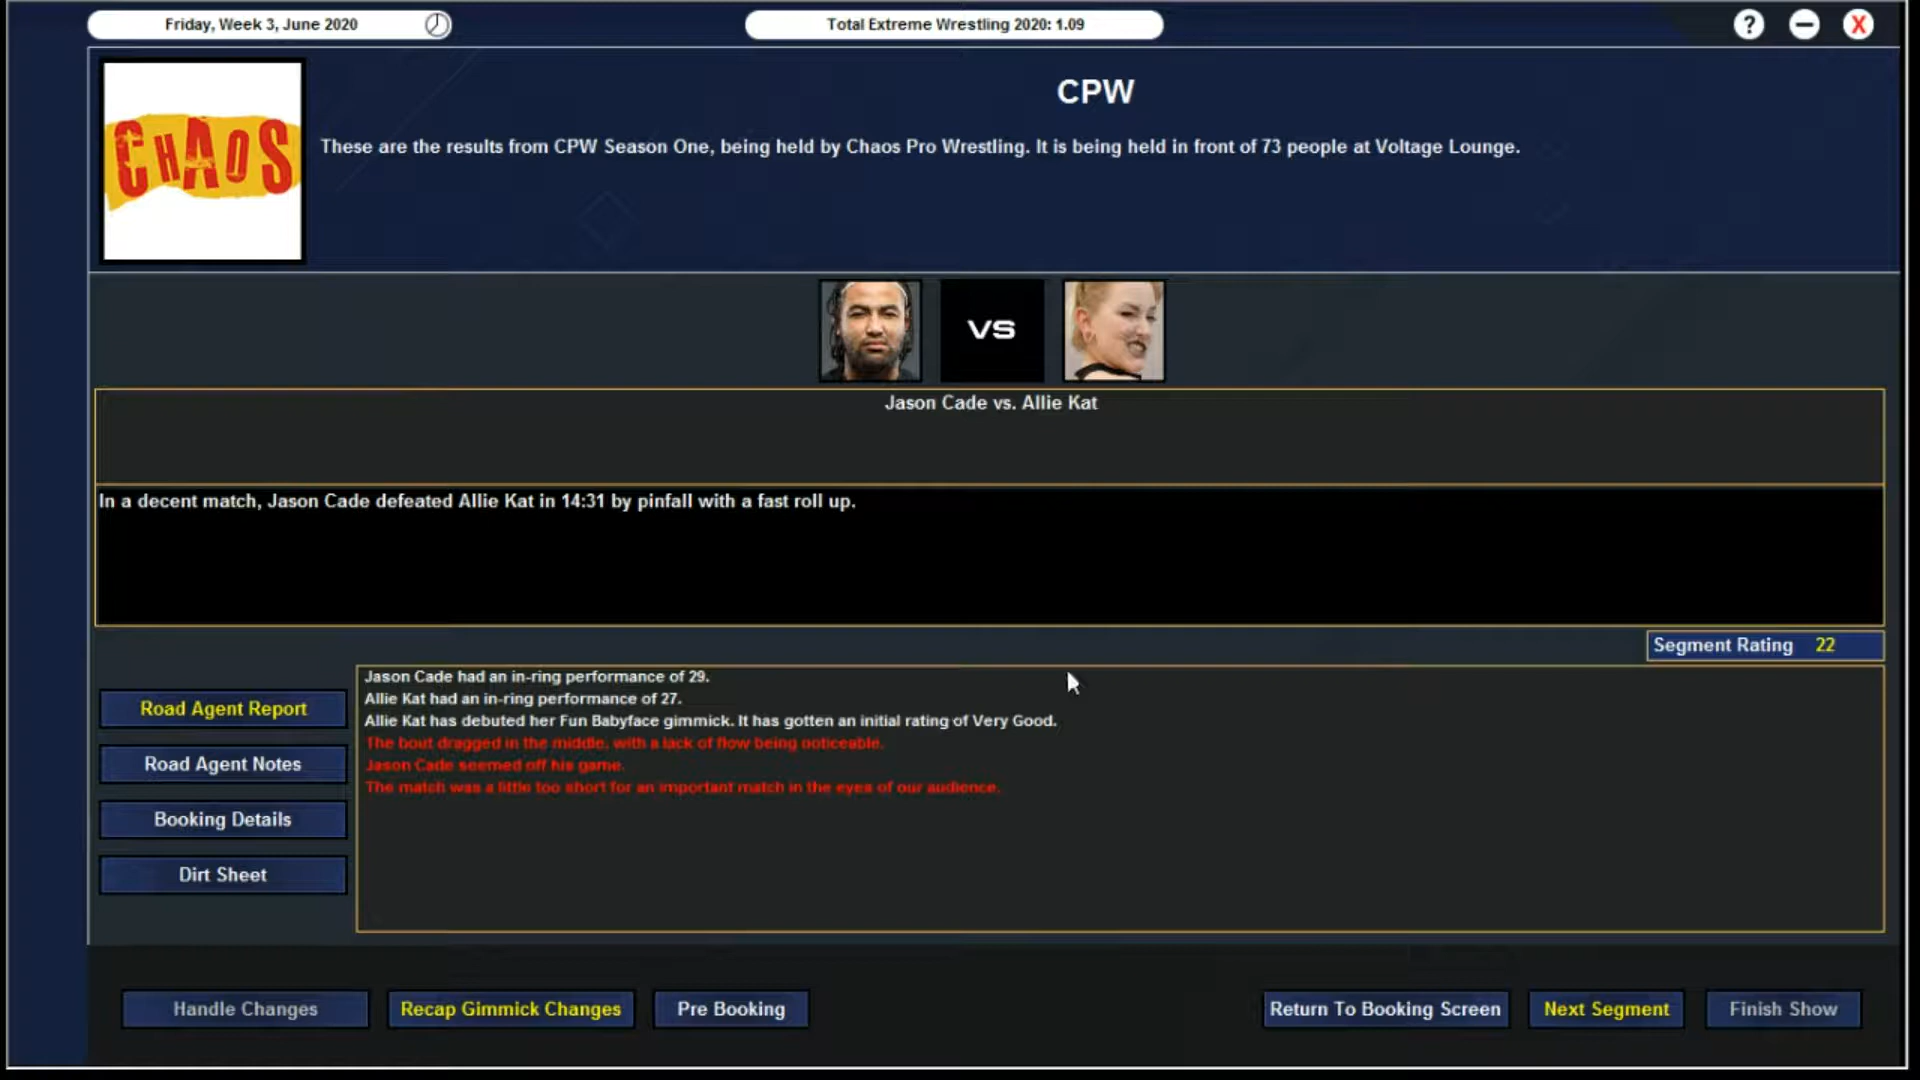 Friday, Week 3, June 2020
Total Extreme Wrestling 2020: 1.09
?
X
CHAOS
CPW
These are the results from CPW Season One, being held by Chaos Pro Wrestling. It is being held in front of 73 people at Voltage Lounge.
VS
Jason Cade vs. Allie Kat
In a decent match, Jason Cade defeated Allie Kat in 14:31 by pinfall with a fast roll up.
Segment Rating 22
Road Agent Report
Road Agent Notes
Booking Details
Dirt Sheet
Jason Cade had an in-ring performance of 29.
Allie Kat had an in-ring performance of 27.
Allie Kat has debuted her Fun Babyface gimmick. It has gotten an initial rating of Very Good.
The bout dragged in the middle, with a lack of flow being noticeable.
Jason Cade seemed off his game.
The match was a little too short for an important match in the eyes of our audience.
Handle Changes
Recap Gimmick Changes
Pre Booking
Return To Booking Screen
Next Segment
Finish Show